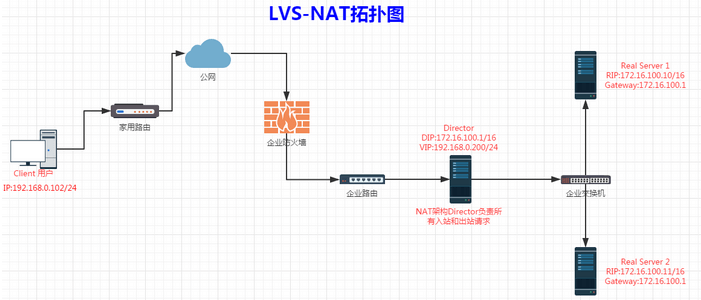 LVS-NAT拓扑图
公网
Real Server 1
RIP:172.16.100.10/16
Gateway:172.16.100.1
家用路由
企业防火墙
Director
DIP:172.16.100.1/16
VIP:192.168.0.200/24
Client 用户
IP:192.168.0.102/24
企业路由
企业交换机
NAT架构Director负责所
有入站和出站请求
Real Server 2
RIP:172.16.100.11/16
Gateway:172.16.100.1